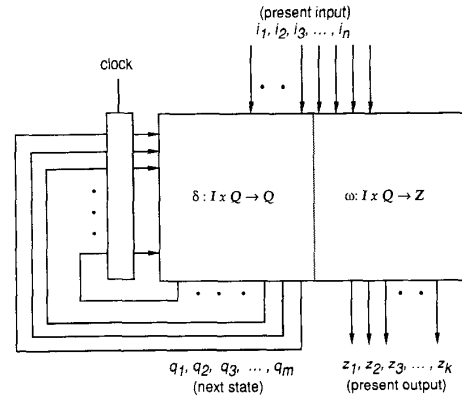 (present input)
i₁, i₂, i₃, ... , iₙ
clock
δ : I x Q → Q
ω: I x Q → Z
q₁, q₂, q₃, ... , qₘ
(next state)
z₁, z₂, z₃, ... , zₖ
(present output)